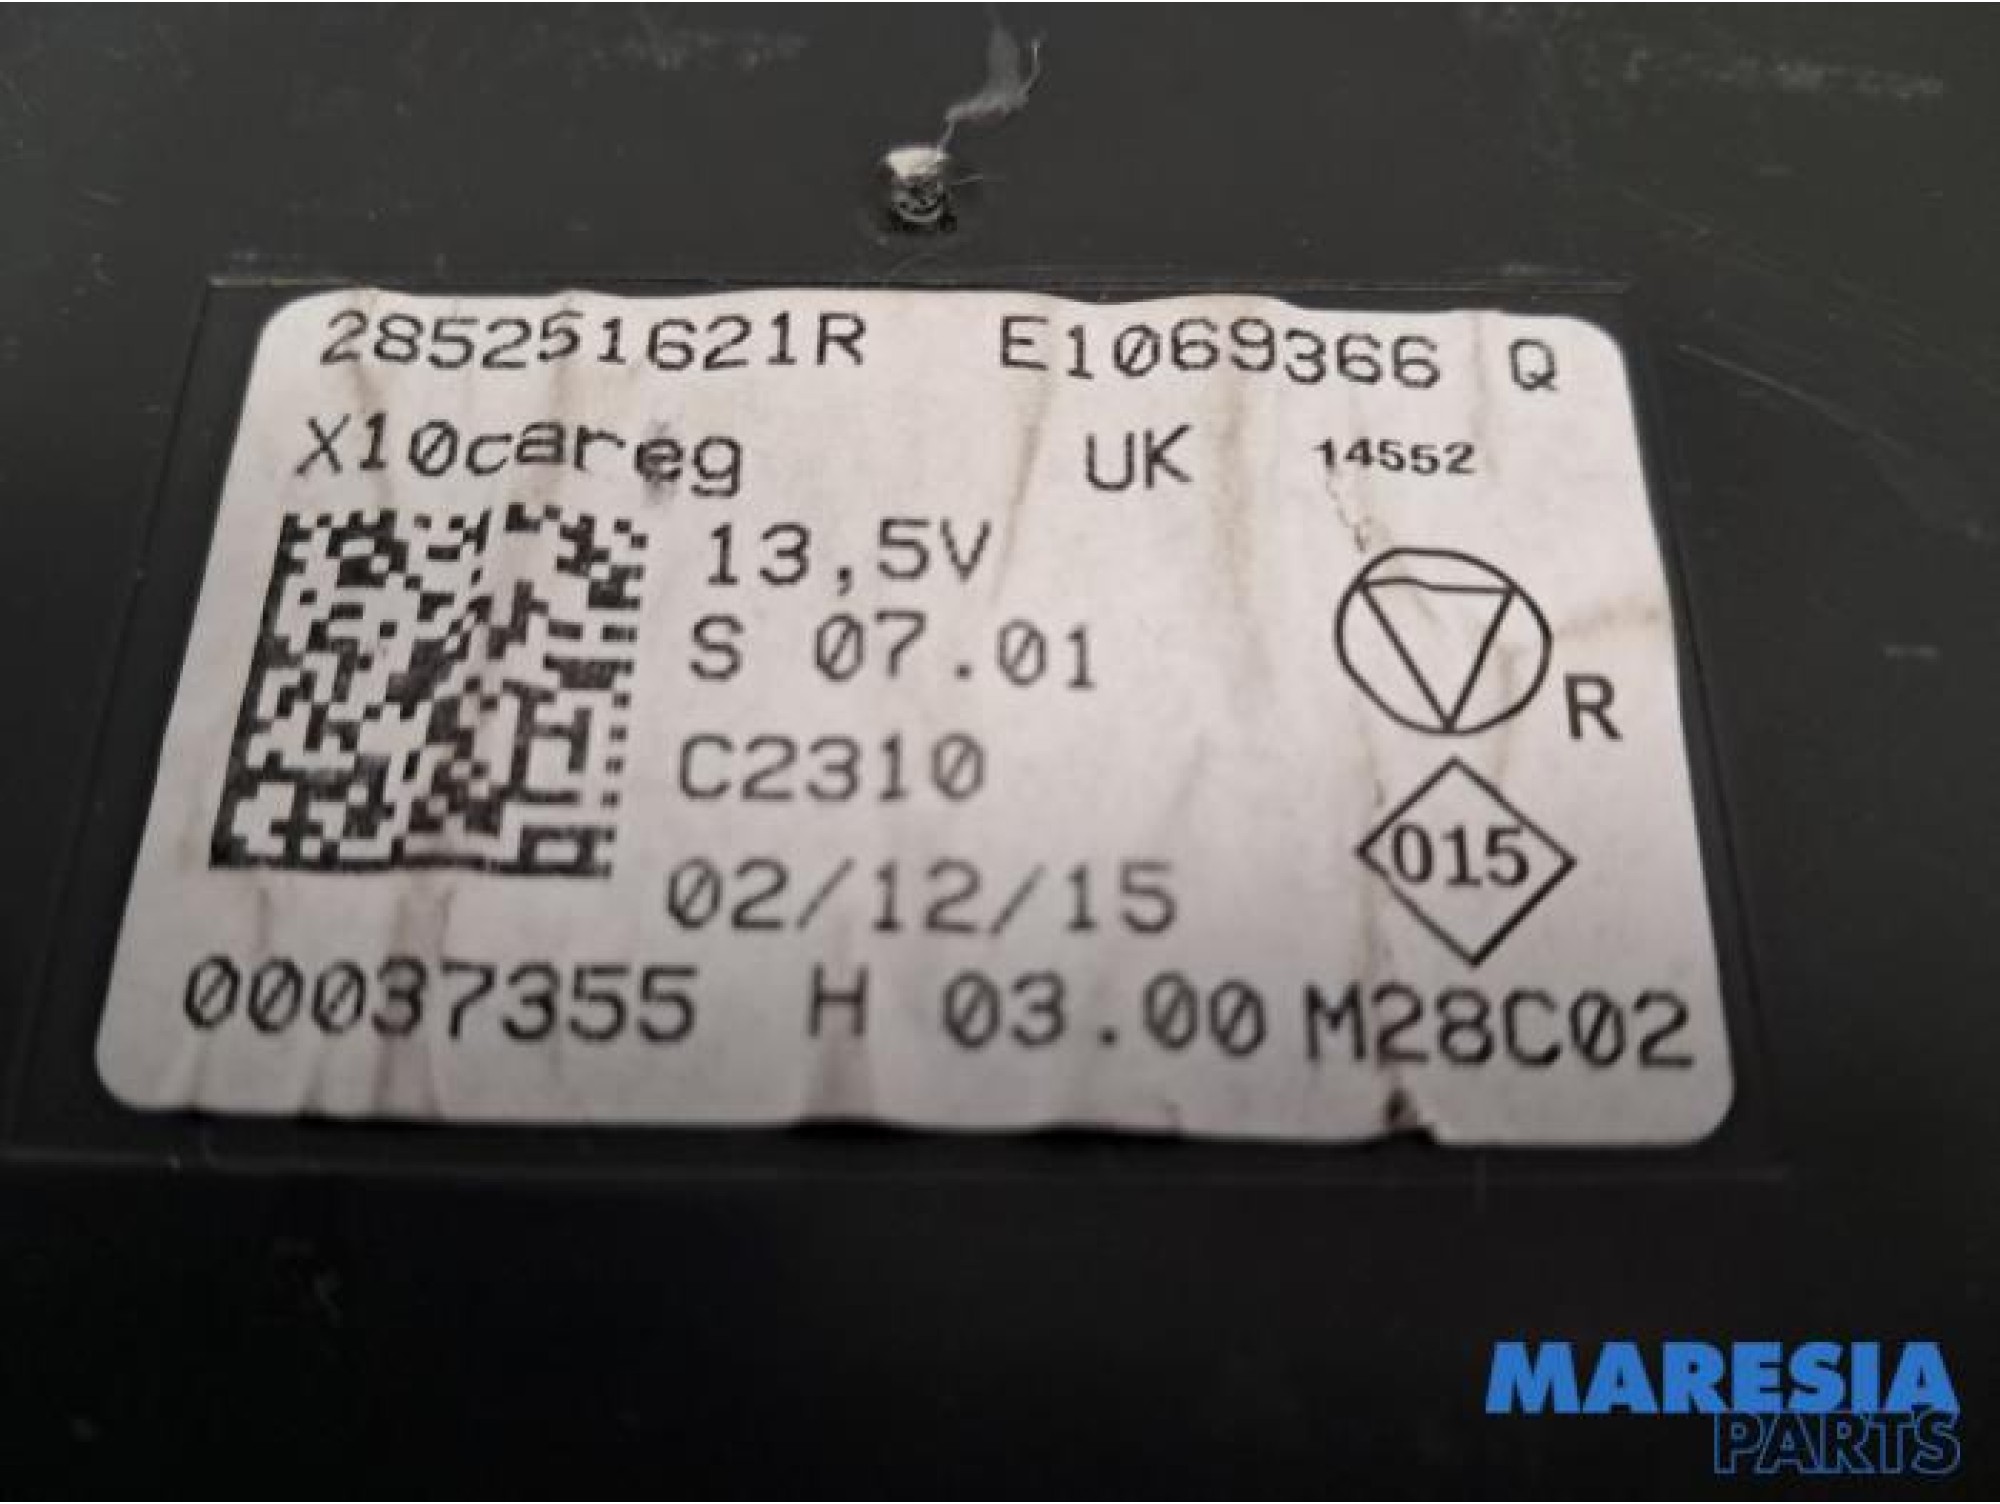 285251621R E1069366 Q
X10careg UK 14552
13,5V
S 07.01
R
C2310
015
02/12/15
00037355 H 03.00 M28C02
MARESIA
PARTS